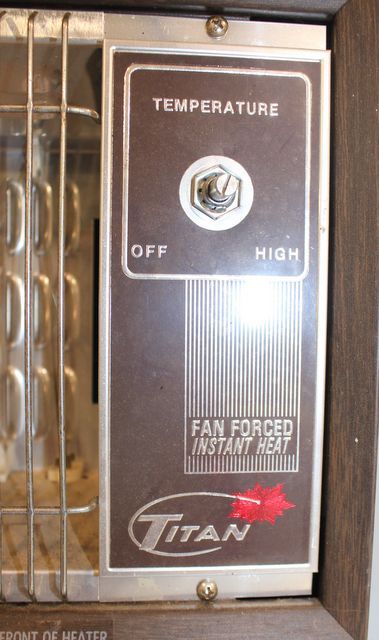 TEMPERATURE
OFF HIGH
FAN FORCED
INSTANT HEAT
TITAN
FRONT OF HEATER